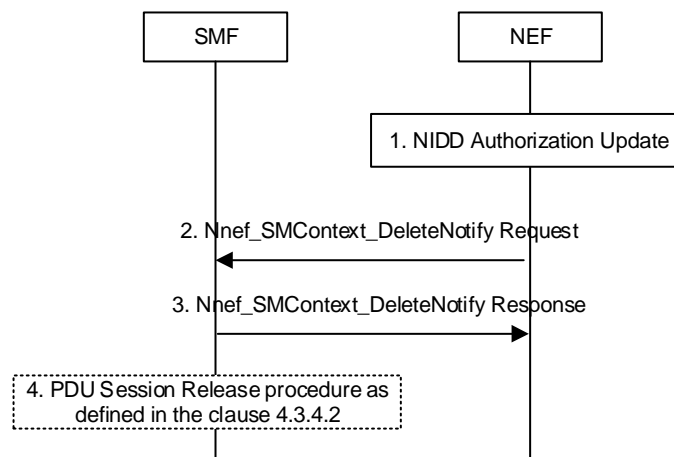 SMF
NEF
1. NIDD Authorization Update
2. Nnef_SMContext_DeleteNotify Request
3. Nnef_SMContext_DeleteNotify Response
4. PDU Session Release procedure as
defined in the clause 4.3.4.2